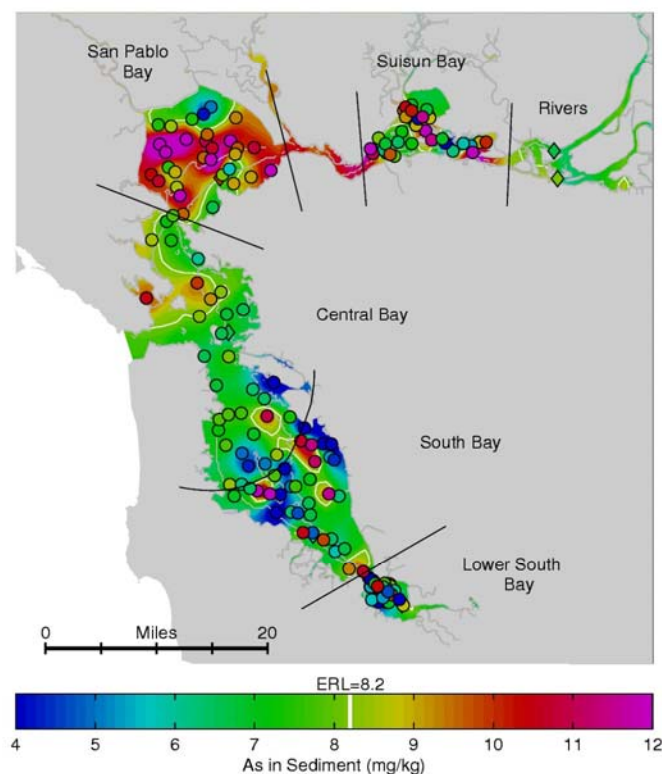 San Pablo
Bay
Suisun Bay
Rivers
Central Bay
South Bay
Lower South
Bay
0 Miles 20
ERL=8.2
4 5 6 7 8 9 10 11 12
As in Sediment (mg/kg)